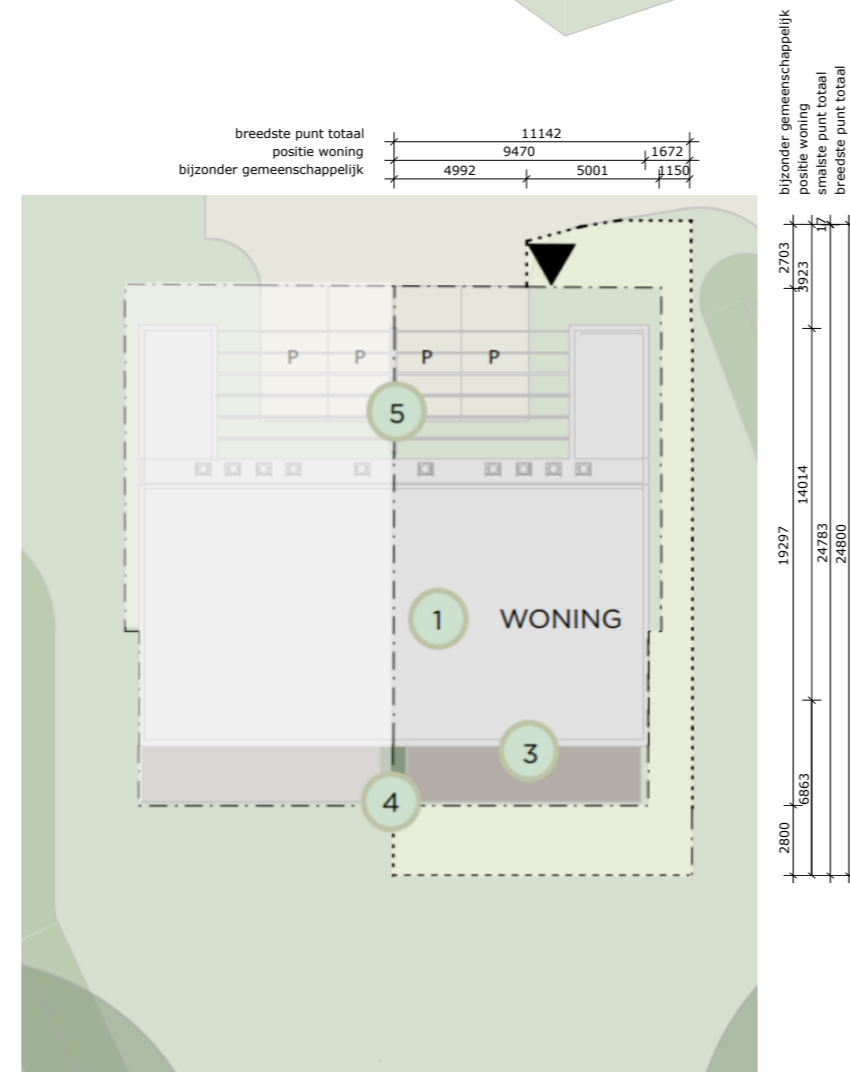 breedste punt totaal 11142
positie woning 9470 1672
bijzonder gemeenschappelijk 4992 5001 1150
bijzonder gemeenschappelijk
positie woning
smalste punt totaal
breedste punt totaal
2703 19297 2800
3923 14014 6863
17 24783
24800
P P P P
5
1 WONING
3
4